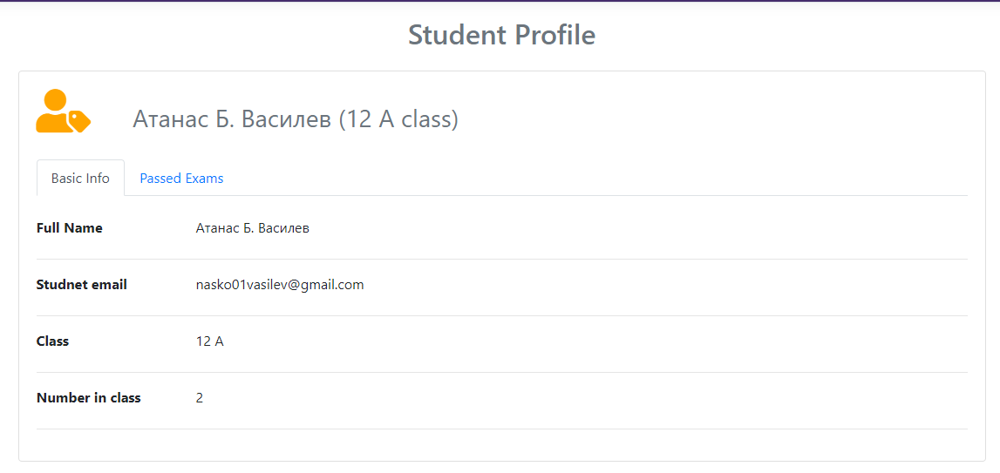 Student Profile
Атанас Б. Василев (12 А class)
Basic Info Passed Exams
Full Name Атанас Б. Василев
Studnet email nasko01vasilev@gmail.com
Class 12 А
Number in class 2